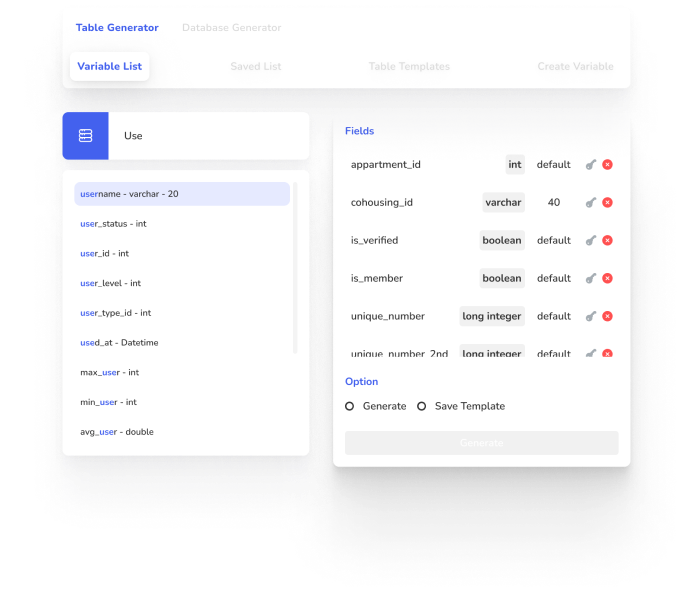 Table Generator Database Generator
Variable List Saved List Table Templates Create Variable
Use
username - varchar - 20
user_status - int
user_id - int
user_level - int
user_type_id - int
used_at - Datetime
max_user - int
min_user - int
avg_user - double
Fields
appartment_id int default
cohousing_id varchar 40
is_verified boolean default
is_member boolean default
unique_number long integer default
unique_number_2nd long integer default
Option
Generate Save Template
Generate